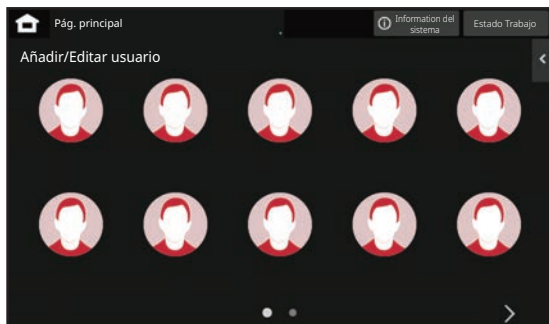 Pág. principal
Information del
sistema
Estado Trabajo
Añadir/Editar usuario